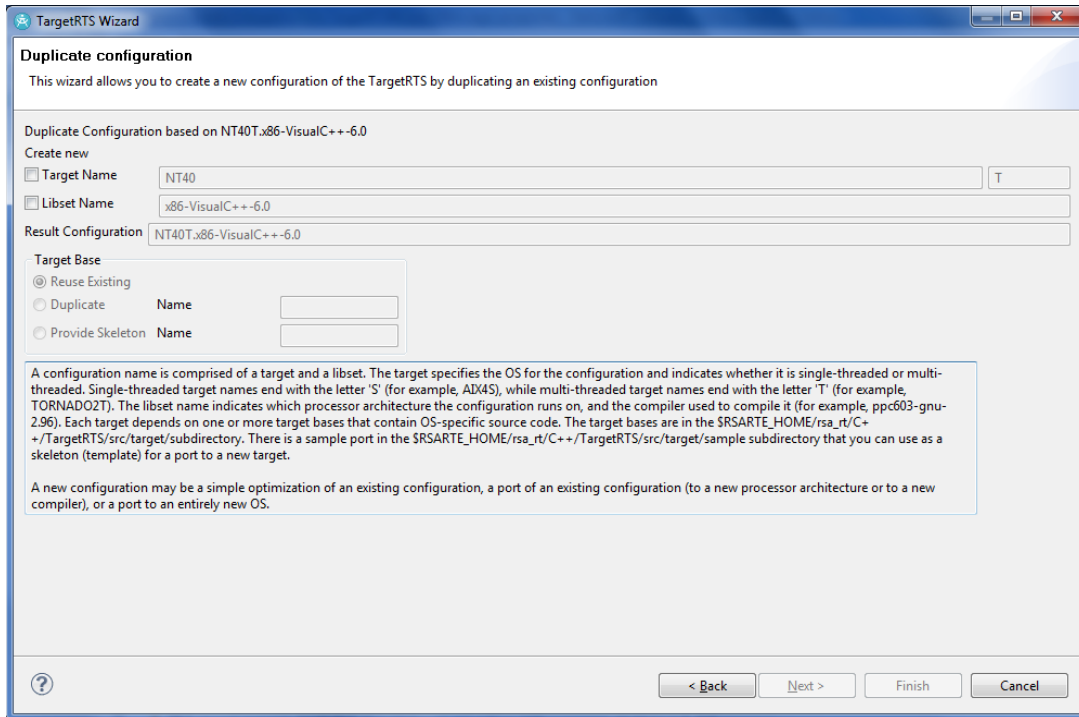 TargetRTS Wizard
Duplicate configuration
This wizard allows you to create a new configuration of the TargetRTS by duplicating an existing configuration
Duplicate Configuration based on NT40T.x86-VisualC++-6.0
Create new
Target Name NT40 T
Libset Name x86-VisualC++-6.0
Result Configuration NT40T.x86-VisualC++-6.0
Target Base
Reuse Existing
Duplicate Name
Provide Skeleton Name
A configuration name is comprised of a target and a libset. The target specifies the OS for the configuration and indicates whether it is single-threaded or multi-
threaded. Single-threaded target names end with the letter 'S' (for example, AIX4S), while multi-threaded target names end with the letter 'T' (for example,
TORNADO2T). The libset name indicates which processor architecture the configuration runs on, and the compiler used to compile it (for example, ppc603-gnu-
2.96). Each target depends on one or more target bases that contain OS-specific source code. The target bases are in the $RSARTE_HOME/rsa_rt/C+
+/TargetRTS/src/target/subdirectory. There is a sample port in the $RSARTE_HOME/rsa_rt/C++/TargetRTS/src/target/sample subdirectory that you can use as a
skeleton (template) for a port to a new target.
A new configuration may be a simple optimization of an existing configuration, a port of an existing configuration (to a new processor architecture or to a new
compiler), or a port to an entirely new OS.
? < Back Next > Finish Cancel